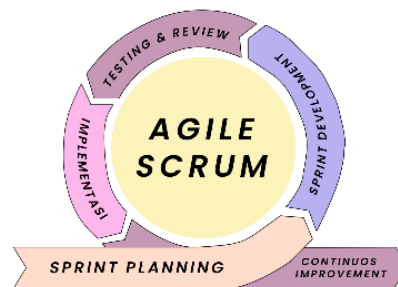 TESTING & REVIEW
SPRINT DEVELOPMENT
IMPLEMENTASI
AGILE
SCRUM
SPRINT PLANNING
CONTINUOS
IMPROVEMENT